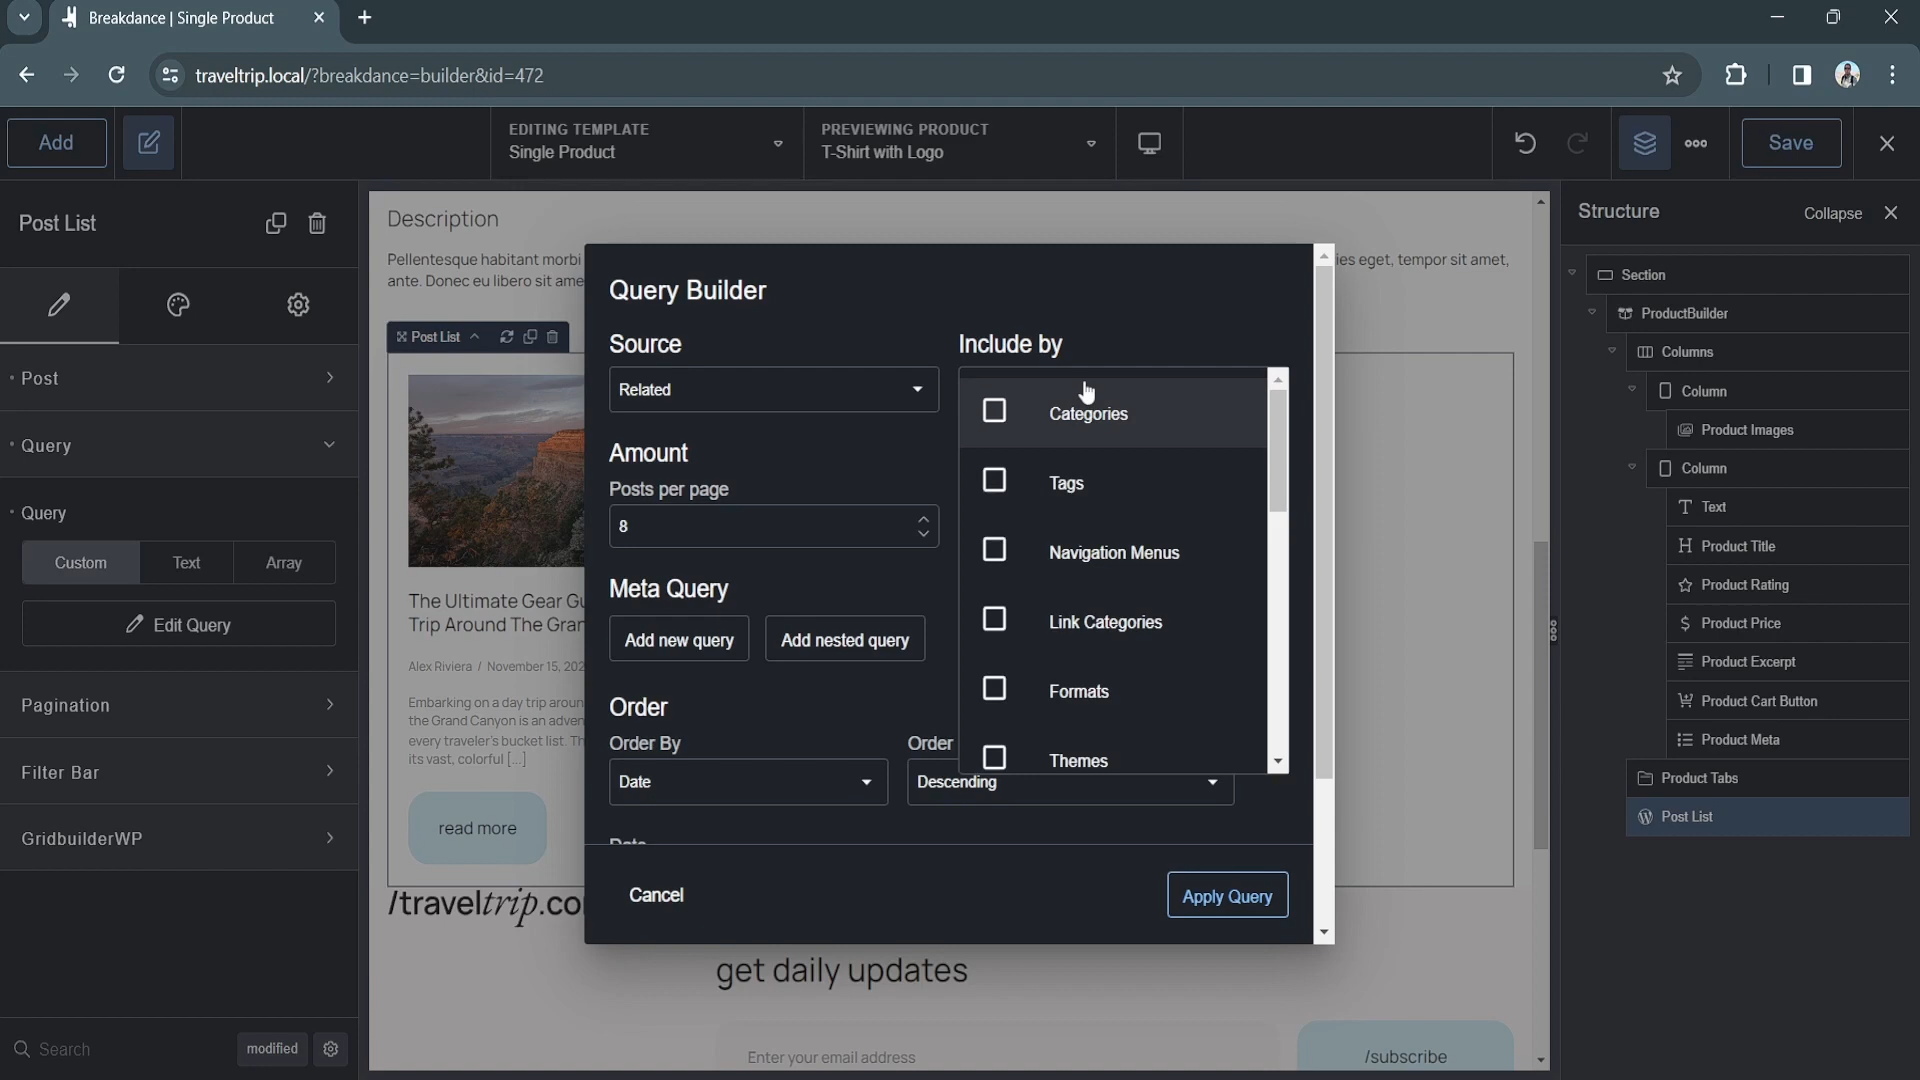 Breakdance | Single Product
traveltrip.local/?breakdance=builder&id=472
Add
EDITING TEMPLATE
Single Product
PREVIEWING PRODUCT
T-Shirt with Logo
Save
Post List
Post
Query
Query
Custom
Text
Array
Edit Query
Pagination
Filter Bar
GridbuilderWP
Search
modified
Description
Pellentesque habitant morbi
ies eget, tempor sit amet,
ante. Donec eu libero sit ame
Post List
The Ultimate Gear Gu
Trip Around The Gran
Alex Riviera / November 15, 202
Embarking on a day trip aroun
the Grand Canyon is an adven
every traveler's bucket list. Th
its vast, colorful [...]
read more
/traveltrip.co
get daily updates
Enter your email address
/subscribe
Query Builder
Source
Related
Amount
Posts per page
8
Meta Query
Add new query
Add nested query
Order
Order By
Date
Order
Descending
Include by
Categories
Tags
Navigation Menus
Link Categories
Formats
Themes
Cancel
Apply Query
Structure
Collapse
Section
ProductBuilder
Columns
Column
Product Images
Column
Text
Product Title
Product Rating
Product Price
Product Excerpt
Product Cart Button
Product Meta
Product Tabs
Post List